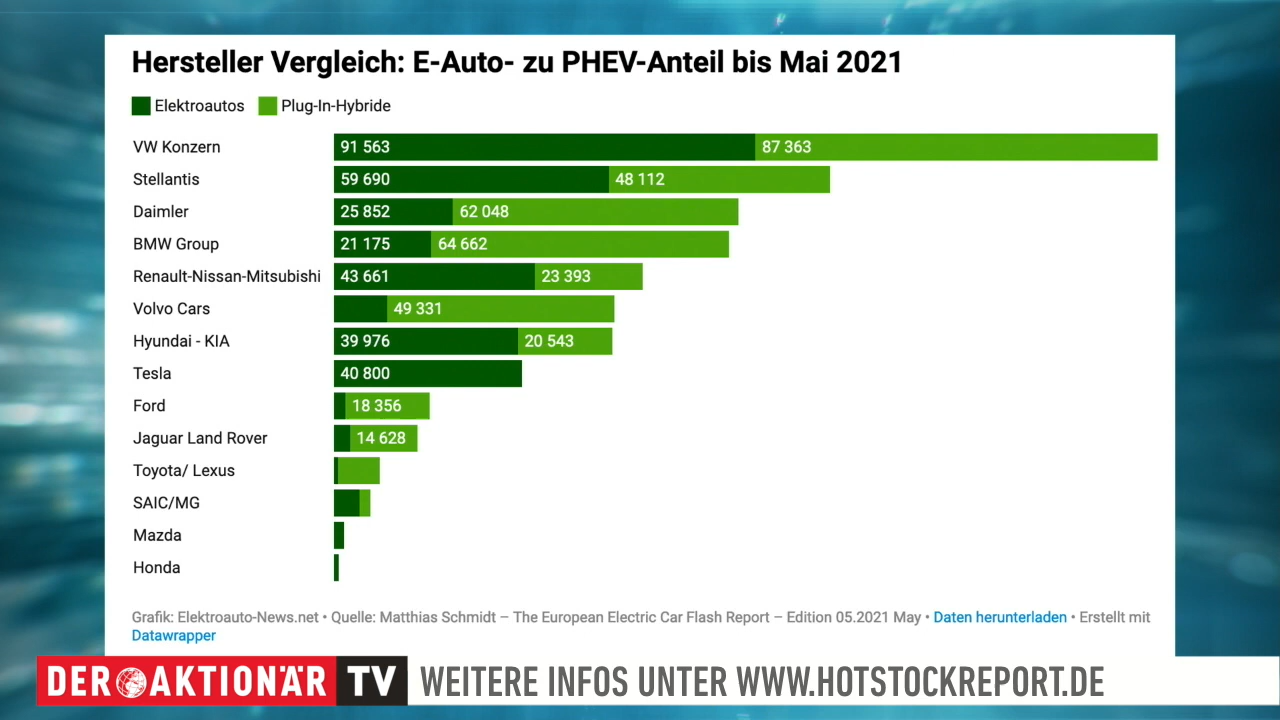 Hersteller Vergleich: E-Auto- zu PHEV-Anteil bis Mai 2021
Elektroautos Plug-In-Hybride
VW Konzern 91 563 87 363
Stellantis 59 690 48 112
Daimler 25 852 62 048
BMW Group 21 175 64 662
Renault-Nissan-Mitsubishi 43 661 23 393
Volvo Cars 49 331
Hyundai - KIA 39 976 20 543
Tesla 40 800
Ford 18 356
Jaguar Land Rover 14 628
Toyota/ Lexus
SAIC/MG
Mazda
Honda
Grafik: Elektroauto-News.net • Quelle: Matthias Schmidt – The European Electric Car Flash Report – Edition 05.2021 May • Daten herunterladen • Erstellt mit
Datawrapper
DER AKTIONÄR TV WEITERE INFOS UNTER WWW.HOTSTOCKREPORT.DE